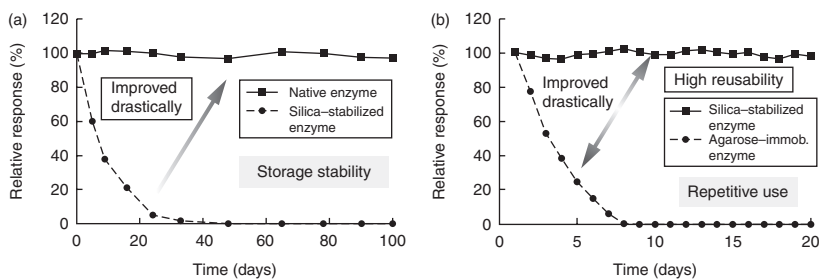 (a)
120
100
80
60
40
20
0
Relative response (%)
Improved
drastically
Native enzyme
Silica–stabilized
enzyme
Storage stability
0
20
40
60
80
100
Time (days)
(b)
120
100
80
60
40
20
0
Relative response (%)
Improved
drastically
High reusability
Silica–stabilized
enzyme
Agarose–immob.
enzyme
Repetitive use
0
5
10
15
20
Time (days)